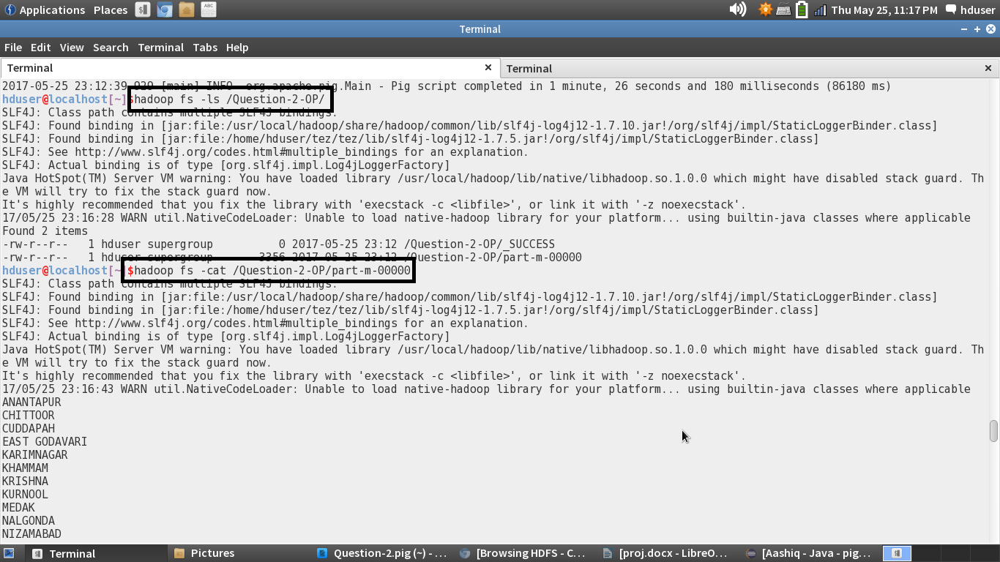 Applications Places Thu May 25, 11:17 PM hduser
Terminal
File Edit View Search Terminal Tabs Help
Terminal Terminal
2017-05-25 23:12:39,929 [main] INFO org.apache.pig.Main - Pig script completed in 1 minute, 26 seconds and 180 milliseconds (86180 ms)
hduser@localhost[~]$hadoop fs -ls /Question-2-OP/
SLF4J: Class path contains multiple SLF4J bindings.
SLF4J: Found binding in [jar:file:/usr/local/hadoop/share/hadoop/common/lib/slf4j-log4j12-1.7.10.jar!/org/slf4j/impl/StaticLoggerBinder.class]
SLF4J: Found binding in [jar:file:/home/hduser/tez/tez/lib/slf4j-log4j12-1.7.5.jar!/org/slf4j/impl/StaticLoggerBinder.class]
SLF4J: See http://www.slf4j.org/codes.html#multiple_bindings for an explanation.
SLF4J: Actual binding is of type [org.slf4j.impl.Log4jLoggerFactory]
Java HotSpot(TM) Server VM warning: You have loaded library /usr/local/hadoop/lib/native/libhadoop.so.1.0.0 which might have disabled stack guard. Th
e VM will try to fix the stack guard now.
It's highly recommended that you fix the library with 'execstack -c <libfile>', or link it with '-z noexecstack'.
17/05/25 23:16:28 WARN util.NativeCodeLoader: Unable to load native-hadoop library for your platform... using builtin-java classes where applicable
Found 2 items
-rw-r--r-- 1 hduser supergroup 0 2017-05-25 23:12 /Question-2-OP/_SUCCESS
-rw-r--r-- 1 hduser supergroup 3356 2017-05-25 23:12 /Question-2-OP/part-m-00000
hduser@localhost[~]$hadoop fs -cat /Question-2-OP/part-m-00000
SLF4J: Class path contains multiple SLF4J bindings.
SLF4J: Found binding in [jar:file:/usr/local/hadoop/share/hadoop/common/lib/slf4j-log4j12-1.7.10.jar!/org/slf4j/impl/StaticLoggerBinder.class]
SLF4J: Found binding in [jar:file:/home/hduser/tez/tez/lib/slf4j-log4j12-1.7.5.jar!/org/slf4j/impl/StaticLoggerBinder.class]
SLF4J: See http://www.slf4j.org/codes.html#multiple_bindings for an explanation.
SLF4J: Actual binding is of type [org.slf4j.impl.Log4jLoggerFactory]
Java HotSpot(TM) Server VM warning: You have loaded library /usr/local/hadoop/lib/native/libhadoop.so.1.0.0 which might have disabled stack guard. Th
e VM will try to fix the stack guard now.
It's highly recommended that you fix the library with 'execstack -c <libfile>', or link it with '-z noexecstack'.
17/05/25 23:16:43 WARN util.NativeCodeLoader: Unable to load native-hadoop library for your platform... using builtin-java classes where applicable
ANANTAPUR
CHITTOOR
CUDDAPAH
EAST GODAVARI
KARIMNAGAR
KHAMMAM
KRISHNA
KURNOOL
MEDAK
NALGONDA
NIZAMABAD
Terminal Pictures Question-2.pig (~) - ... [Browsing HDFS - C... [proj.docx - LibreO... [Aashiq - Java - pig...